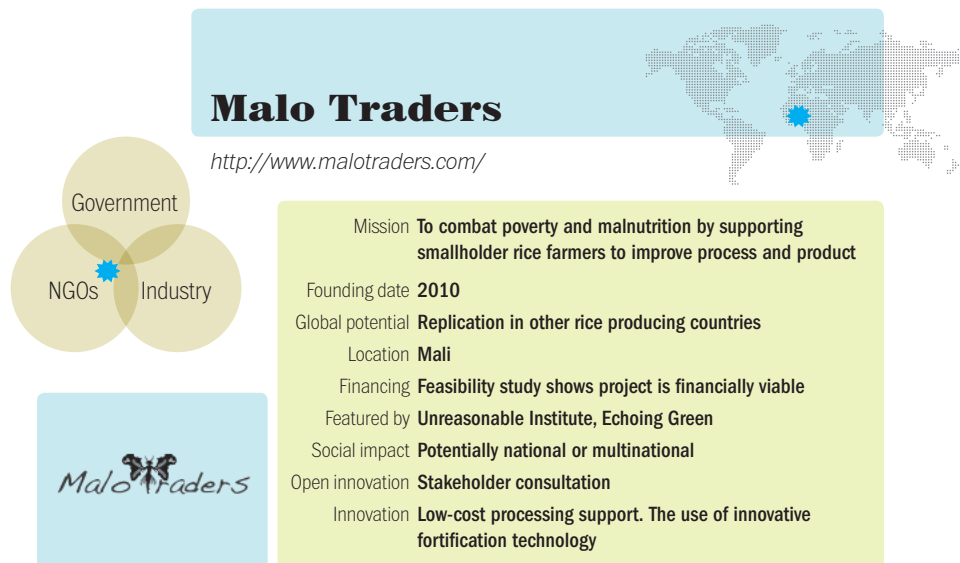 Malo Traders
http://www.malotraders.com/
Government
NGOs
Industry
Mission To combat poverty and malnutrition by supporting
smallholder rice farmers to improve process and product
Founding date 2010
Global potential Replication in other rice producing countries
Location Mali
Financing Feasibility study shows project is financially viable
Featured by Unreasonable Institute, Echoing Green
Social impact Potentially national or multinational
Open innovation Stakeholder consultation
Innovation Low-cost processing support. The use of innovative
fortification technology
Malo Traders